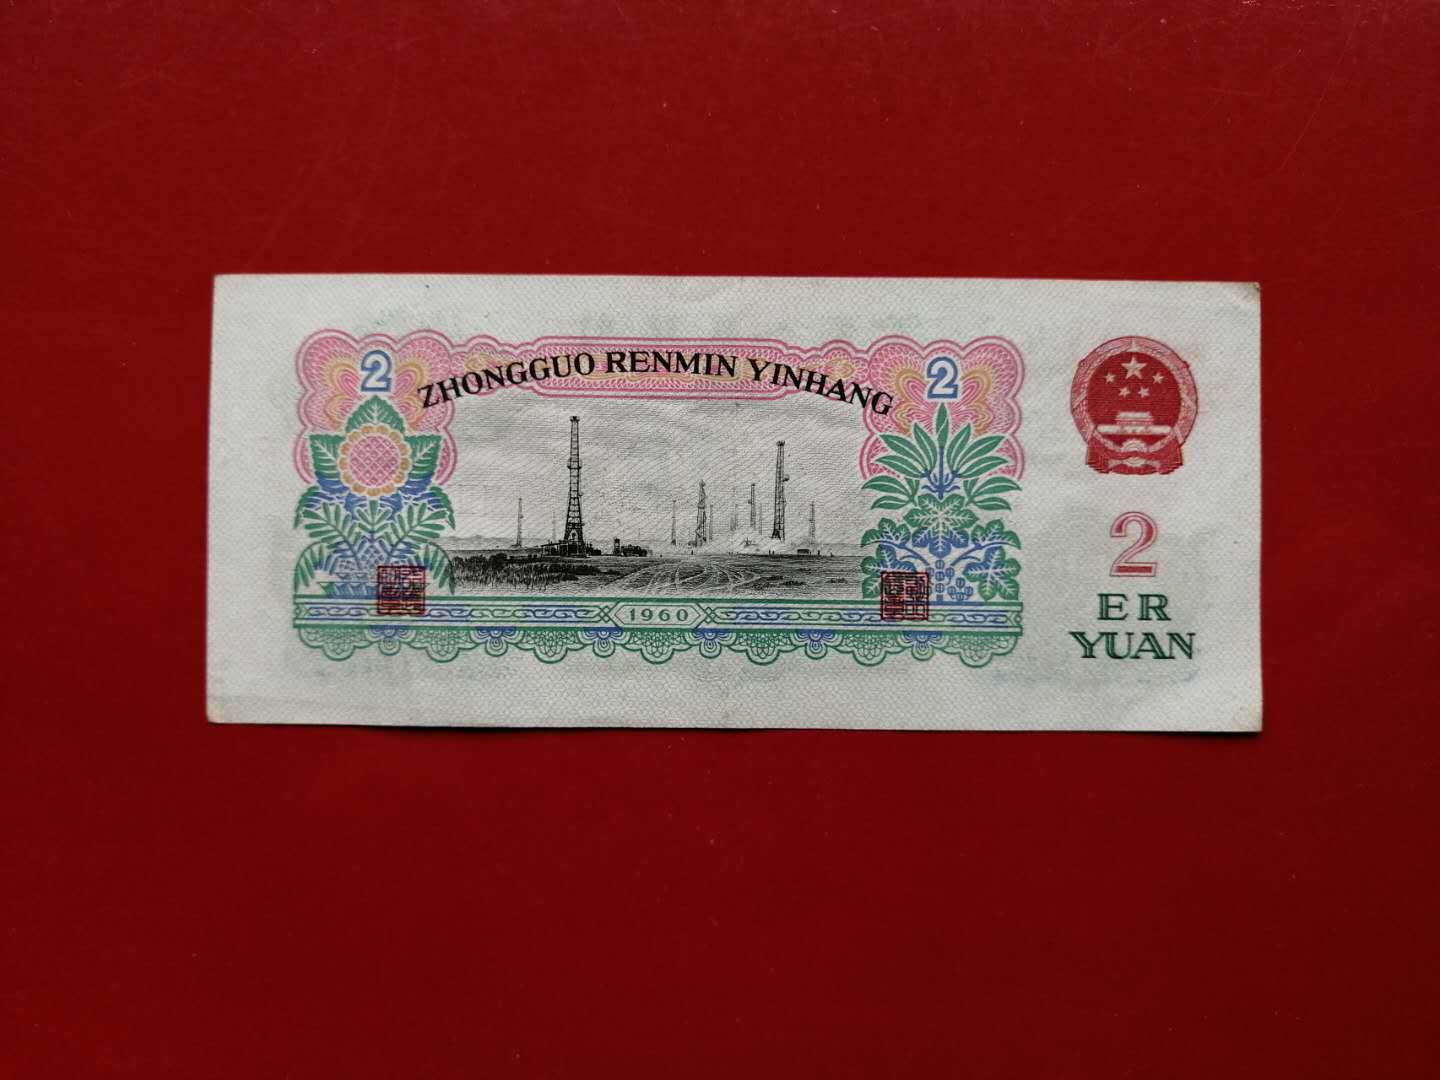 2
2
ZHONGGUO RENMIN YINHANG
2
ER
YUAN
1960